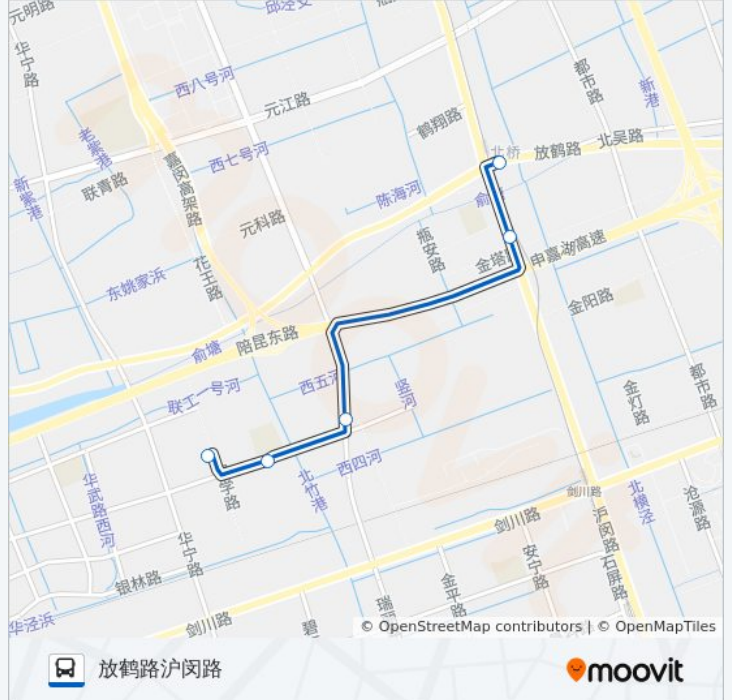 元明路
邱泾支
华宁路
西八号河
元江路
都市路
新港
鹤翔路
老紫港
北桥
放鹤路
北吴路
西七号河
嘉闵高架路
联青路
新紫港
陈海河
俞
元科路
瓶安路
金塔
申嘉湖高速
花王路
东姚家浜
金阳路
俞塘
陪昆东路
联工一号河
西五河
竖河
金灯路
都市路
西四河
学路
北竹港
华武路西河
剑川路
北横泾
沧源路
剑川路
沪闵路
石屏路
华宁路
安宁路
银林路
金平路
瑞
碧
剑川路
华泾浜
© OpenStreetMap contributors | © OpenMapTiles
放鹤路沪闵路
moovit